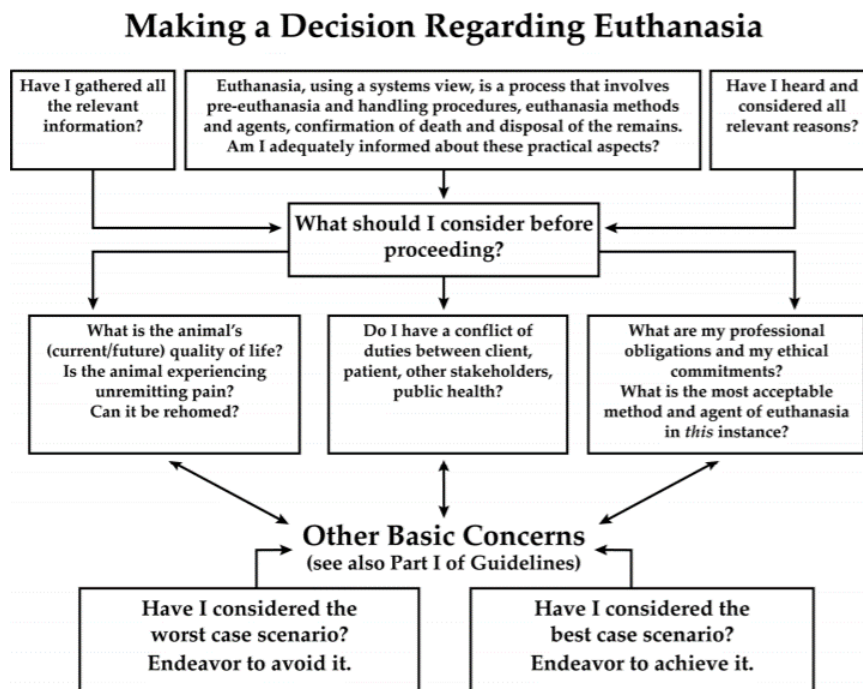 Making a Decision Regarding Euthanasia
Have I gathered all
the relevant
information?
Euthanasia, using a systems view, is a process that involves
pre-euthanasia and handling procedures, euthanasia methods
and agents, confirmation of death and disposal of the remains.
Am I adequately informed about these practical aspects?
Have I heard and
considered all
relevant reasons?
What should I consider before
proceeding?
What is the animal's
(current/future) quality of life?
Is the animal experiencing
unremitting pain?
Can it be rehomed?
Do I have a conflict of
duties between client,
patient, other stakeholders,
public health?
What are my professional
obligations and my ethical
commitments?
What is the most acceptable
method and agent of euthanasia
in this instance?
Other Basic Concerns
(see also Part I of Guidelines)
Have I considered the
worst case scenario?
Endeavor to avoid it.
Have I considered the
best case scenario?
Endeavor to achieve it.